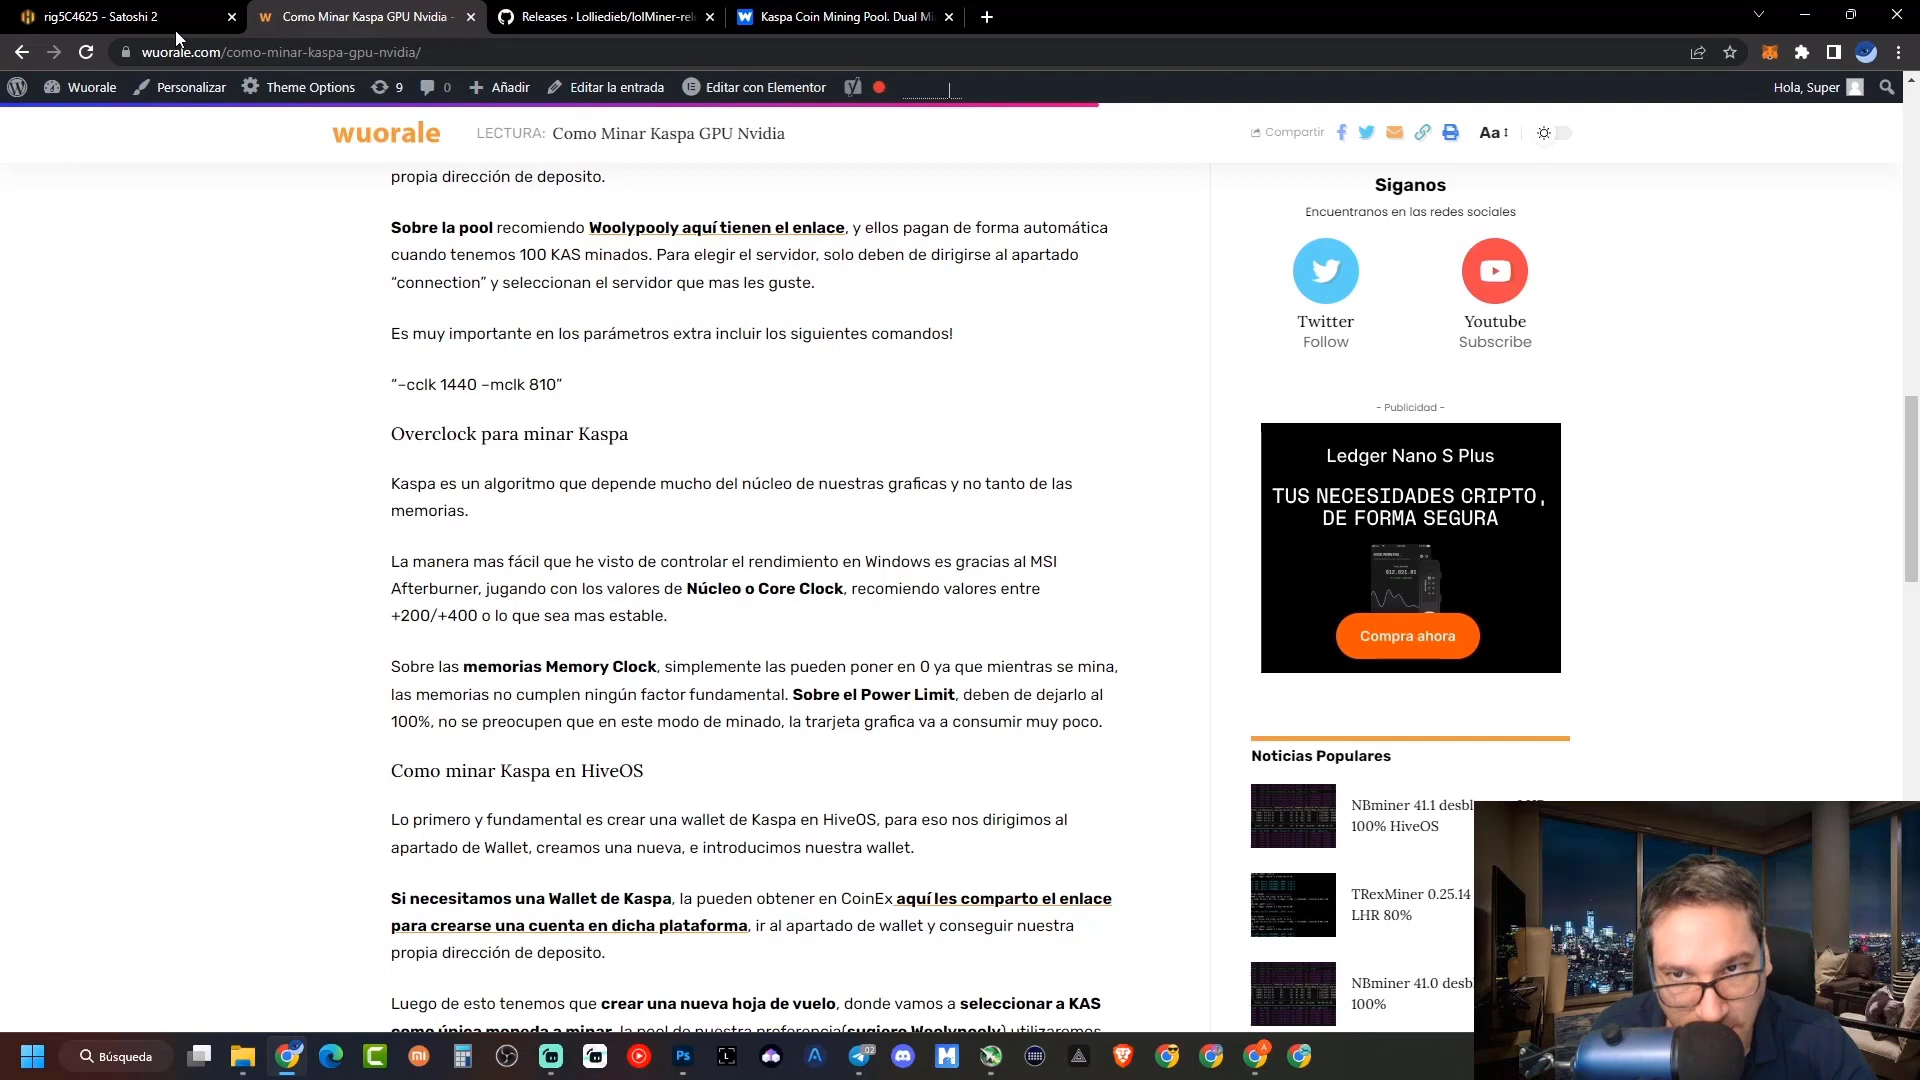 rig5C4625 - Satoshi 2
Como Minar Kaspa GPU Nvidia -
Releases · Lolliedieb/lolMiner-rel
Kaspa Coin Mining Pool. Dual Mi
wuorale.com/como-minar-kaspa-gpu-nvidia/
Wuorale
Personalizar
Theme Options
9
0
Añadir
Editar la entrada
Editar con Elementor
Hola, Super
wuorale
LECTURA: Como Minar Kaspa GPU Nvidia
Compartir
Aa
propia dirección de deposito.
Sobre la pool recomiendo Woolypooly aquí tienen el enlace, y ellos pagan de forma automática
cuando tenemos 100 KAS minados. Para elegir el servidor, solo deben de dirigirse al apartado
“connection” y seleccionan el servidor que mas les guste.
Es muy importante en los parámetros extra incluir los siguientes comandos!
“–cclk 1440 –mclk 810”
Overclock para minar Kaspa
Kaspa es un algoritmo que depende mucho del núcleo de nuestras graficas y no tanto de las
memorias.
La manera mas fácil que he visto de controlar el rendimiento en Windows es gracias al MSI
Afterburner, jugando con los valores de Núcleo o Core Clock, recomiendo valores entre
+200/+400 o lo que sea mas estable.
Sobre las memorias Memory Clock, simplemente las pueden poner en 0 ya que mientras se mina,
las memorias no cumplen ningún factor fundamental. Sobre el Power Limit, deben de dejarlo al
100%, no se preocupen que en este modo de minado, la trarjeta grafica va a consumir muy poco.
Como minar Kaspa en HiveOS
Lo primero y fundamental es crear una wallet de Kaspa en HiveOS, para eso nos dirigimos al
apartado de Wallet, creamos una nueva, e introducimos nuestra wallet.
Si necesitamos una Wallet de Kaspa, la pueden obtener en CoinEx aquí les comparto el enlace
para crearse una cuenta en dicha plataforma, ir al apartado de wallet y conseguir nuestra
propia dirección de deposito.
Luego de esto tenemos que crear una nueva hoja de vuelo, donde vamos a seleccionar a KAS
como única moneda a minar, la pool de nuestra preferencia(sugiero Woolypooly) utilizaremos
Siganos
Encuentranos en las redes sociales
Twitter
Follow
Youtube
Subscribe
- Publicidad -
Ledger Nano S Plus
TUS NECESIDADES CRIPTO,
DE FORMA SEGURA
Compra ahora
Noticias Populares
NBminer 41.1 desbl
100% HiveOS
TRexMiner 0.25.14
LHR 80%
NBminer 41.0 desb
100%
Búsqueda